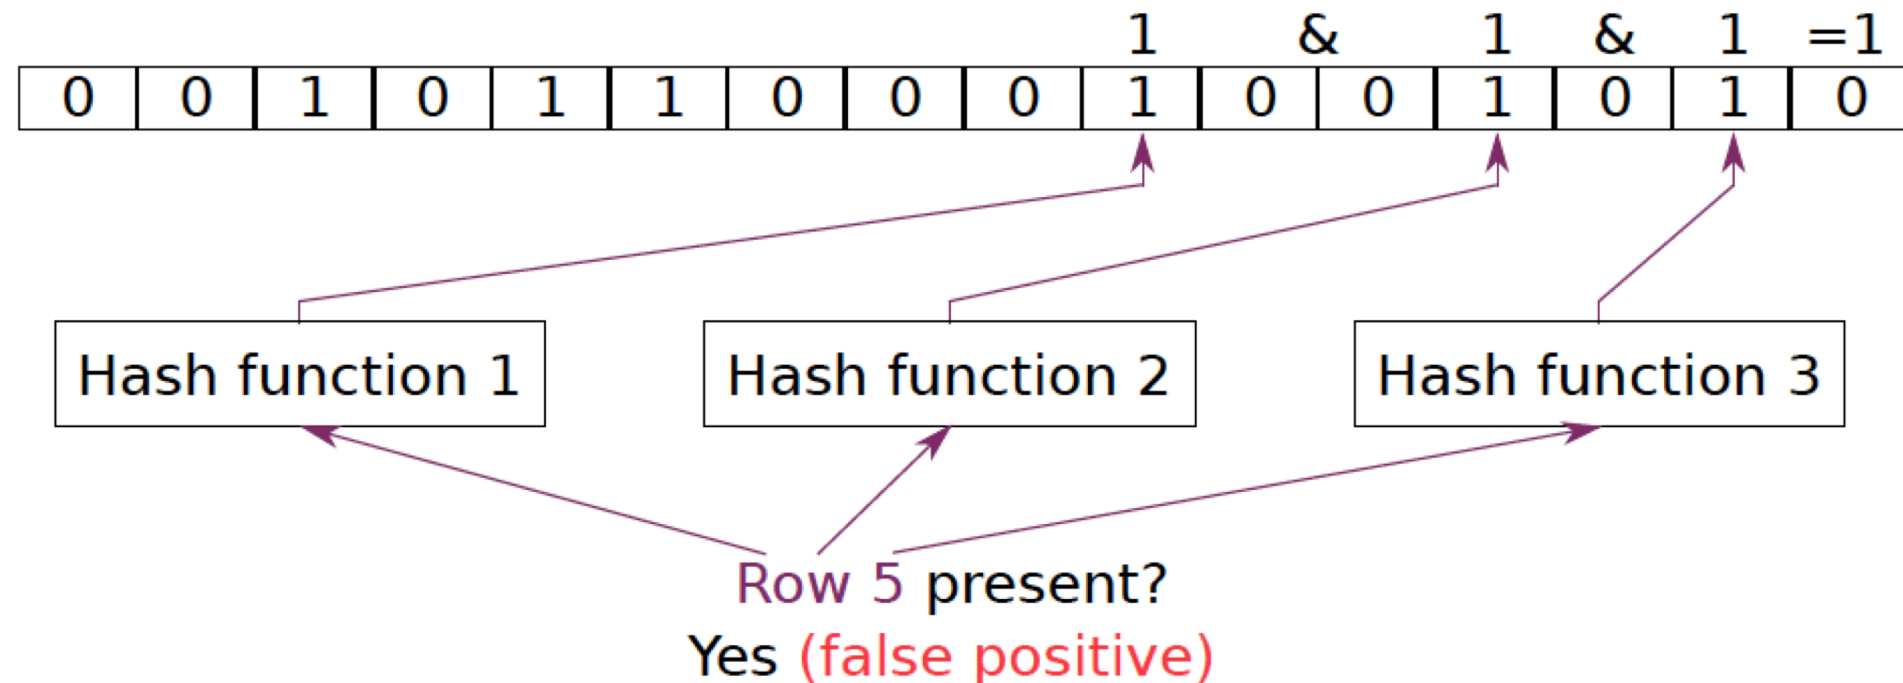 1 & 1 & 1 =1
0 0 1 0 1 1 0 0 0 1 0 0 1 0 1 0
Hash function 1 Hash function 2 Hash function 3
Row 5 present?
Yes (false positive)